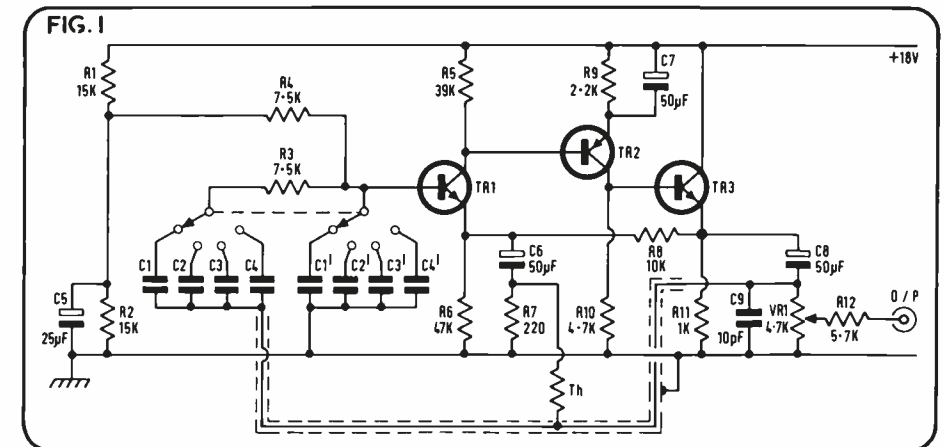 FIG. 1
+18V
R1
15K
R4
7·5K
R5
39K
R9
2·2K
C7
50µF
R3
7·5K
TR1
TR2
TR3
C1
C2
C3
C4
C1'
C2'
C3'
C4'
C6
50µF
R8
10K
C8
50µF
C5
25µF
R2
15K
R6
47K
R7
220
R10
4·7K
R11
1K
C9
10pF
VR1
4·7K
R12
5·7K
O / P
Th